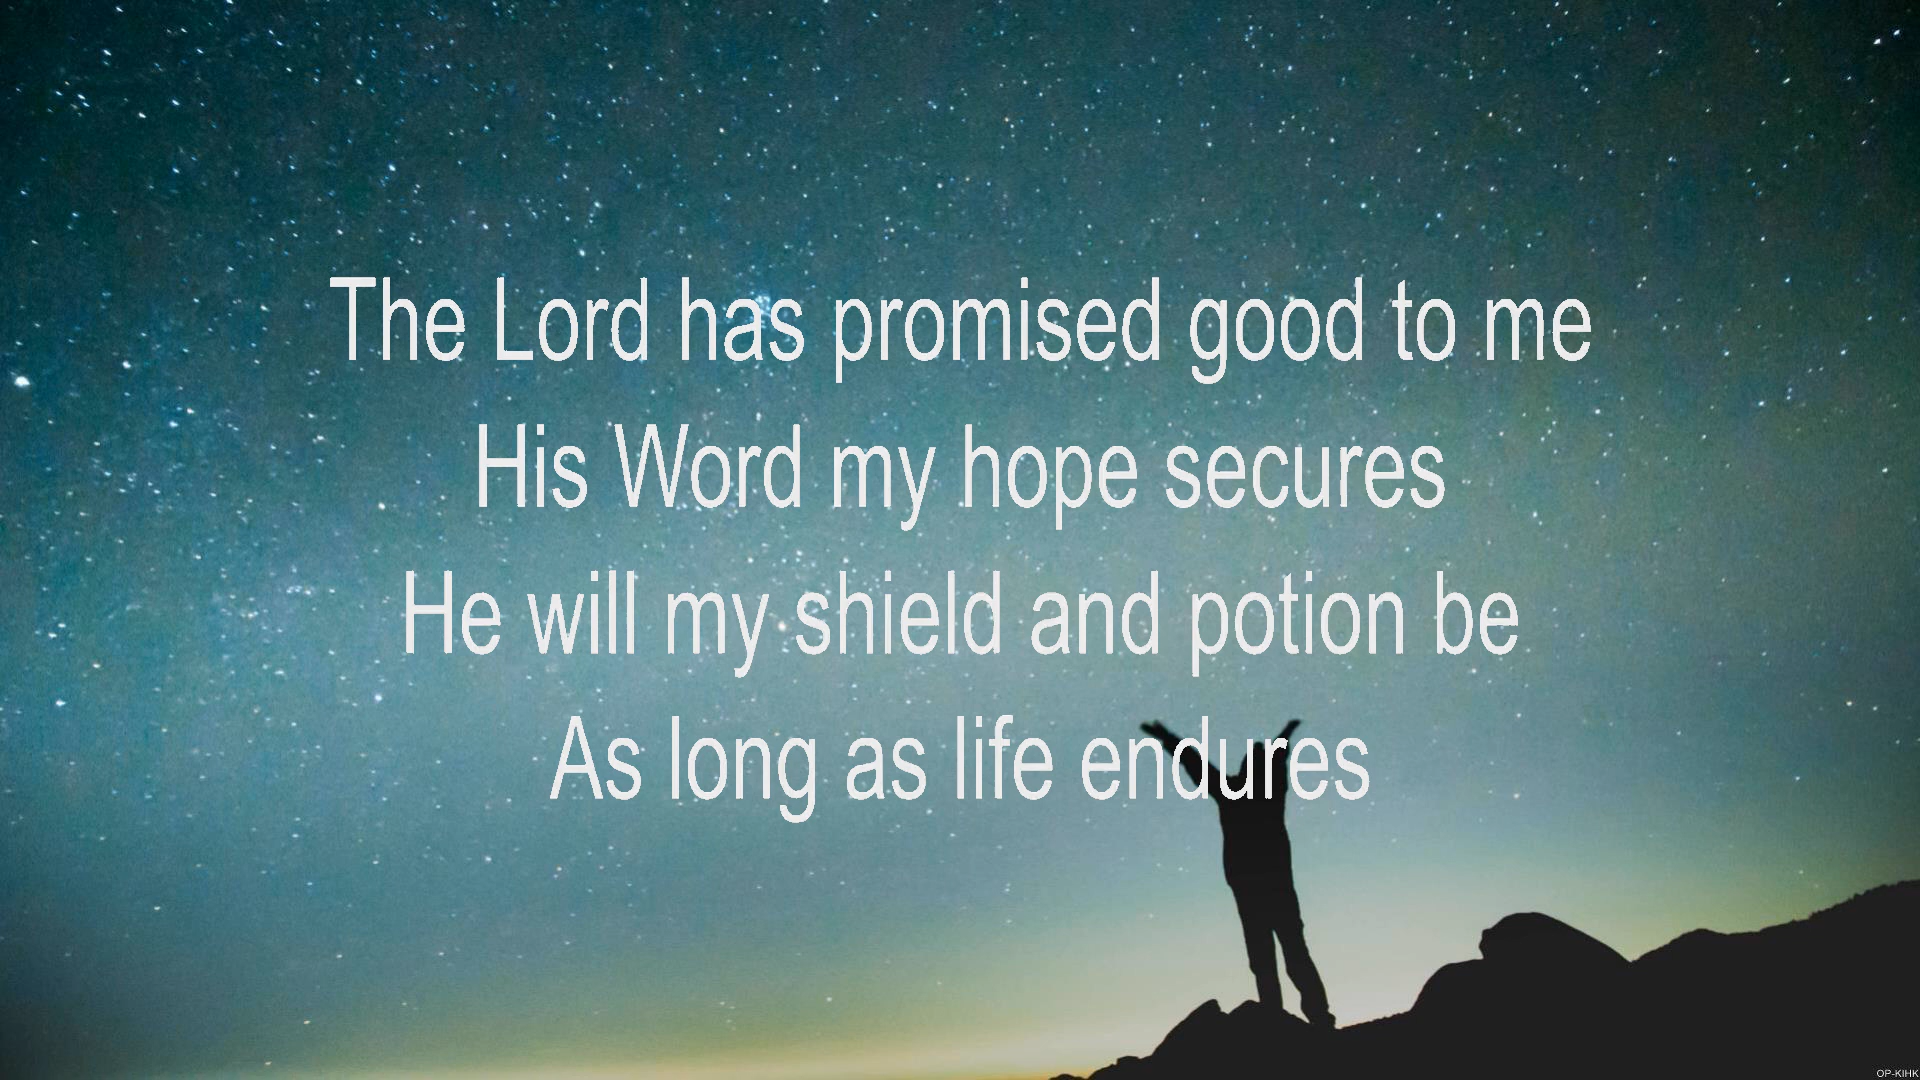 The Lord has promised good to me
His Word my hope secures
He will my shield and potion be
As long as life endures
OP-KIHK